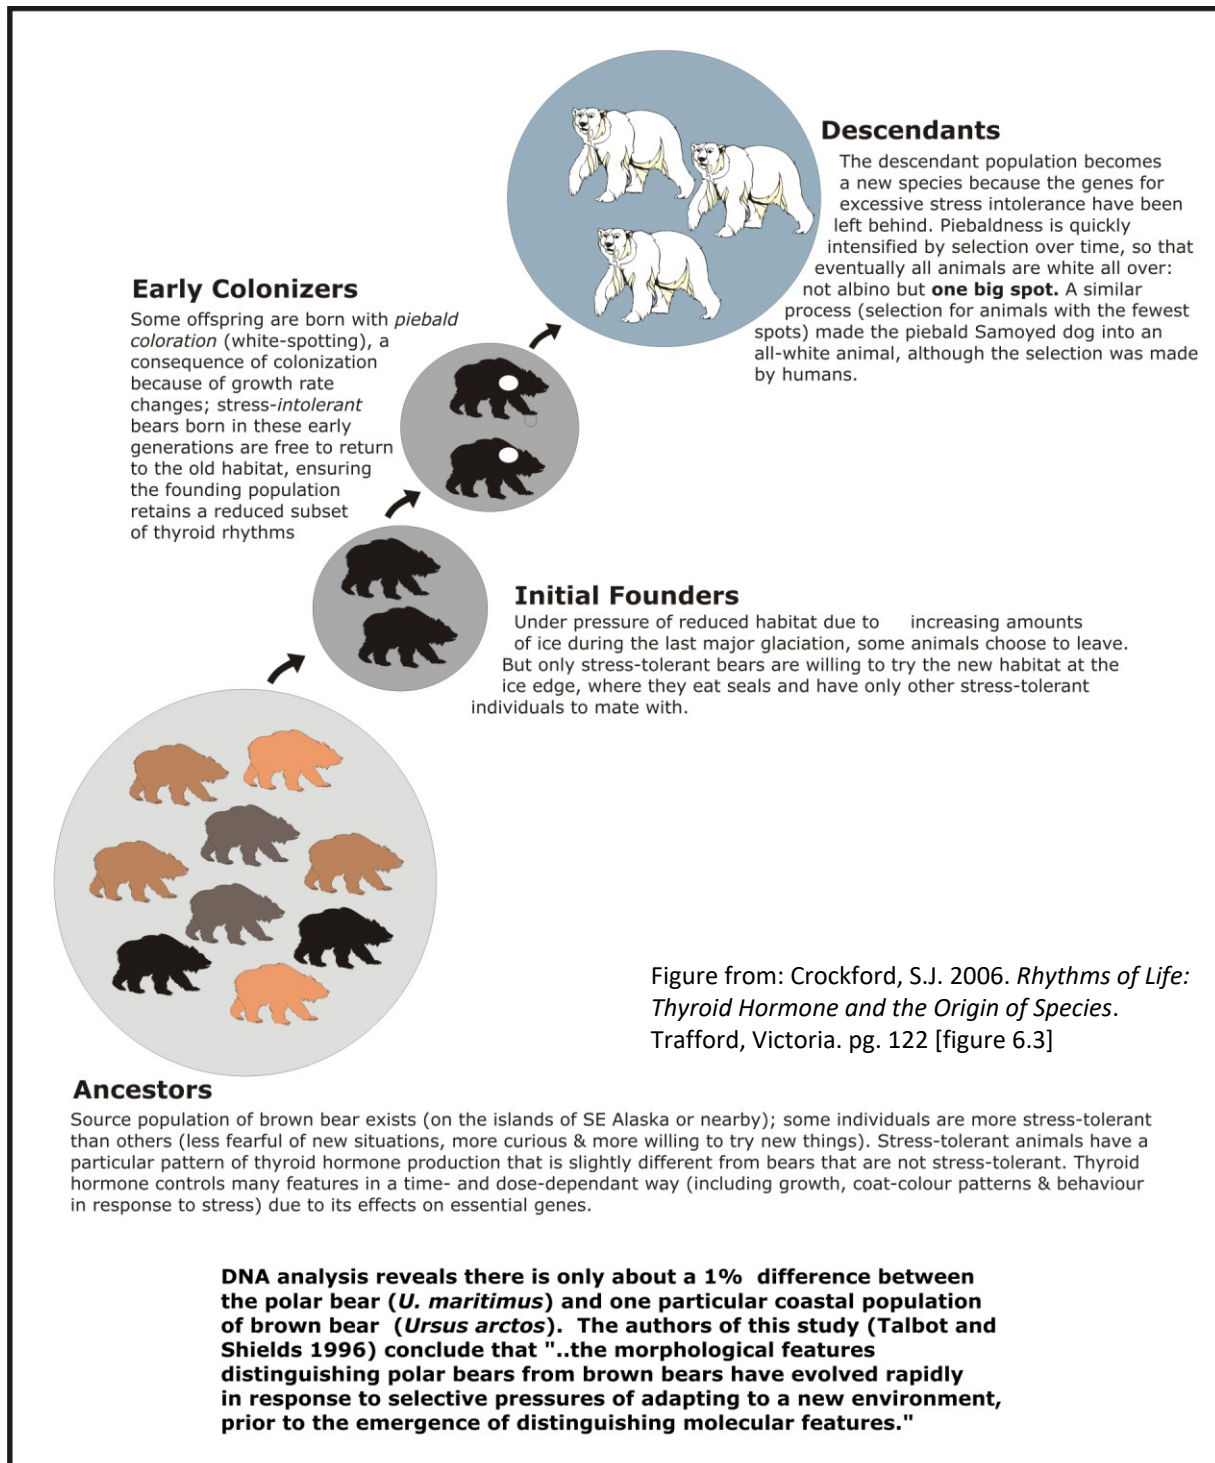 Descendants
The descendant population becomes
a new species because the genes for
excessive stress intolerance have been
left behind. Piebaldness is quickly
intensified by selection over time, so that
eventually all animals are white all over:
not albino but one big spot. A similar
process (selection for animals with the fewest
spots) made the piebald Samoyed dog into an
all-white animal, although the selection was made
by humans.
Early Colonizers
Some offspring are born with piebald
coloration (white-spotting), a
consequence of colonization
because of growth rate
changes; stress-intolerant
bears born in these early
generations are free to return
to the old habitat, ensuring
the founding population
retains a reduced subset
of thyroid rhythms
Initial Founders
Under pressure of reduced habitat due to increasing amounts
of ice during the last major glaciation, some animals choose to leave.
But only stress-tolerant bears are willing to try the new habitat at the
ice edge, where they eat seals and have only other stress-tolerant
individuals to mate with.
Figure from: Crockford, S.J. 2006. Rhythms of Life:
Thyroid Hormone and the Origin of Species.
Trafford, Victoria. pg. 122 [figure 6.3]
Ancestors
Source population of brown bear exists (on the islands of SE Alaska or nearby); some individuals are more stress-tolerant
than others (less fearful of new situations, more curious & more willing to try new things). Stress-tolerant animals have a
particular pattern of thyroid hormone production that is slightly different from bears that are not stress-tolerant. Thyroid
hormone controls many features in a time- and dose-dependant way (including growth, coat-colour patterns & behaviour
in response to stress) due to its effects on essential genes.
DNA analysis reveals there is only about a 1% difference between
the polar bear (U. maritimus) and one particular coastal population
of brown bear (Ursus arctos). The authors of this study (Talbot and
Shields 1996) conclude that "..the morphological features
distinguishing polar bears from brown bears have evolved rapidly
in response to selective pressures of adapting to a new environment,
prior to the emergence of distinguishing molecular features."